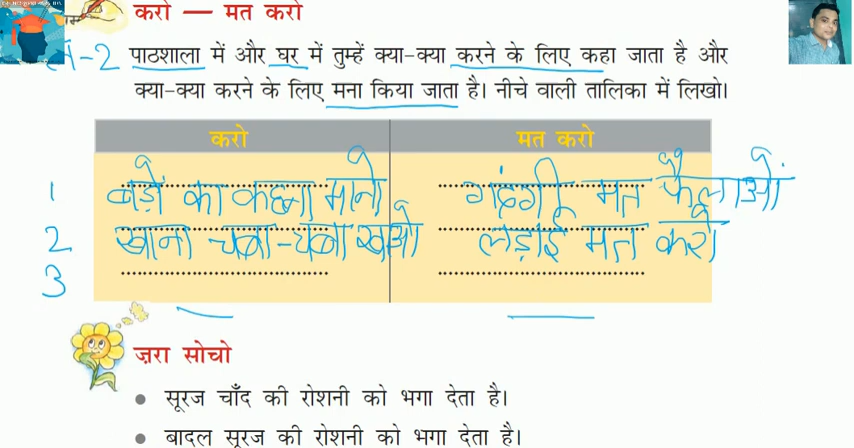 करो — मत करो
-2 पाठशाला में और घर में तुम्हें क्या-क्या करने के लिए कहा जाता है और
क्या-क्या करने के लिए मना किया जाता है। नीचे वाली तालिका में लिखो।
करो मत करो
1 बड़ों का कहना मानो गंदगी मत फैलाओं
2 खाना चबा-चबा खाओ लड़ाई मत करो
3
ज़रा सोचो
• सूरज चाँद की रोशनी को भगा देता है।
• बादल सूरज की रोशनी को भगा देता है।